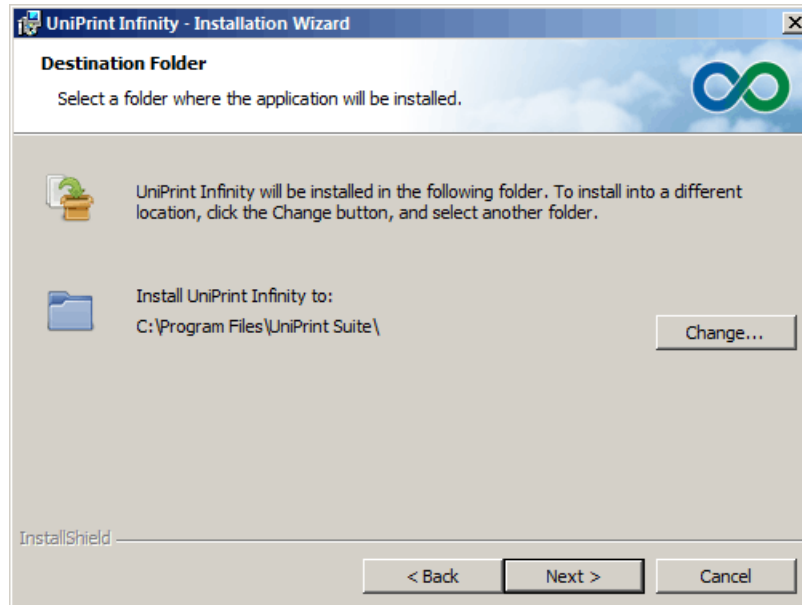 UniPrint Infinity - Installation Wizard
Destination Folder
Select a folder where the application will be installed.
UniPrint Infinity will be installed in the following folder. To install into a different
location, click the Change button, and select another folder.
Install UniPrint Infinity to:
C:\Program Files\UniPrint Suite\
Change...
InstallShield
< Back
Next >
Cancel